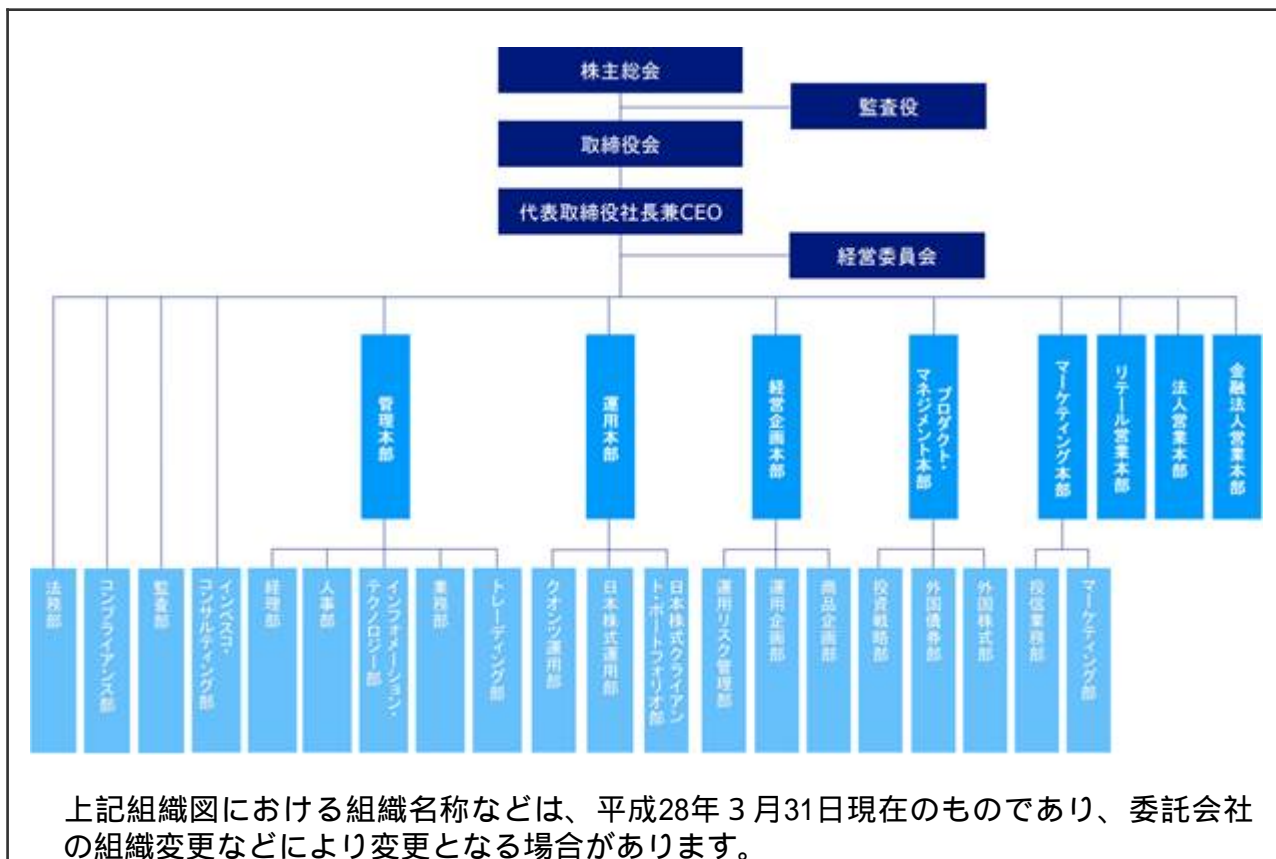 株主総会
監査役
取締役会
代表取締役社長兼CEO
経営委員会
管理本部
運用本部
経営企画本部
プロダクト・
マネジメント本部
マーケティング本部
リテール営業本部
法人営業本部
金融法人営業本部
法務部
コンプライアンス部
監査部
インベスコ・
コンサルティング部
経理部
人事部
インフォメーション・
テクノロジー部
業務部
トレーディング部
クオンツ運用部
日本株式運用部
日本株式クライアン
ト・ポートフォリオ部
運用リスク管理部
運用企画部
商品企画部
投資戦略部
外国債券部
外国株式部
投信業務部
マーケティング部
上記組織図における組織名称などは、平成28年3月31日現在のものであり、委託会社
の組織変更などにより変更となる場合があります。